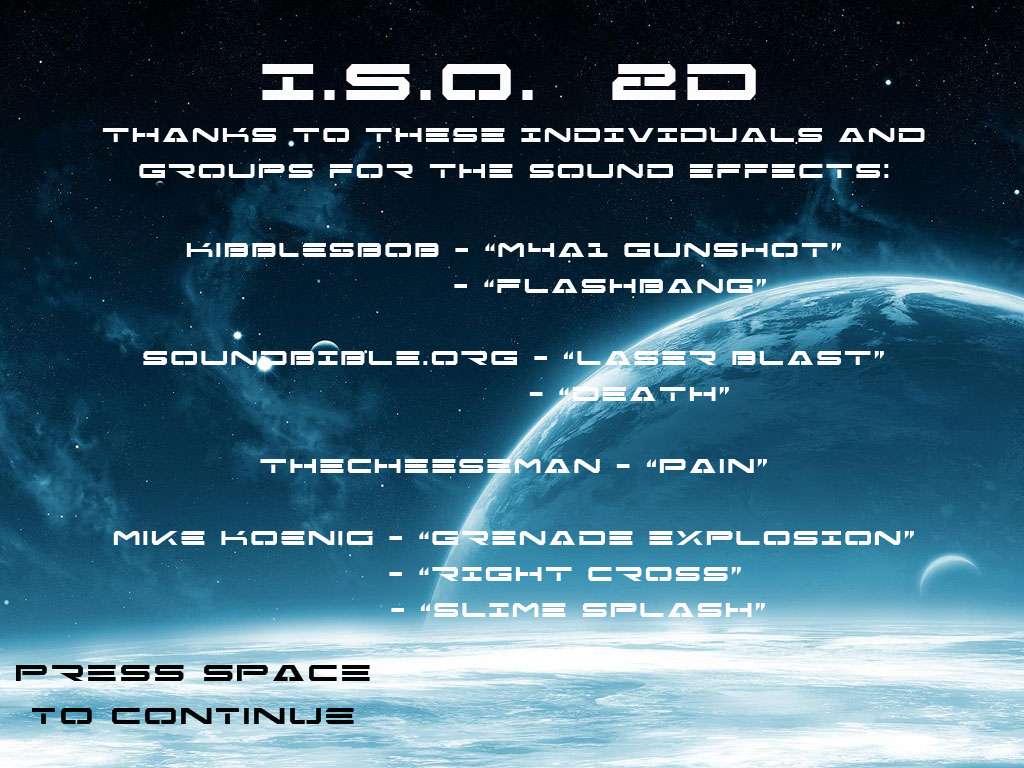 I.S.O. 2D
THANKS TO THESE INDIVIDUALS AND
GROUPS FOR THE SOUND EFFECTS:
KIBBLESBOB - “M4A1 GUNSHOT”
- “FLASHBANG”
SOUNDBIBLE.ORG - “LASER BLAST”
- “DEATH”
THECHEESEMAN - “PAIN”
MIKE KOENIG - “GRENADE EXPLOSION”
- “RIGHT CROSS”
- “SLIME SPLASH”
PRESS SPACE
TO CONTINUE